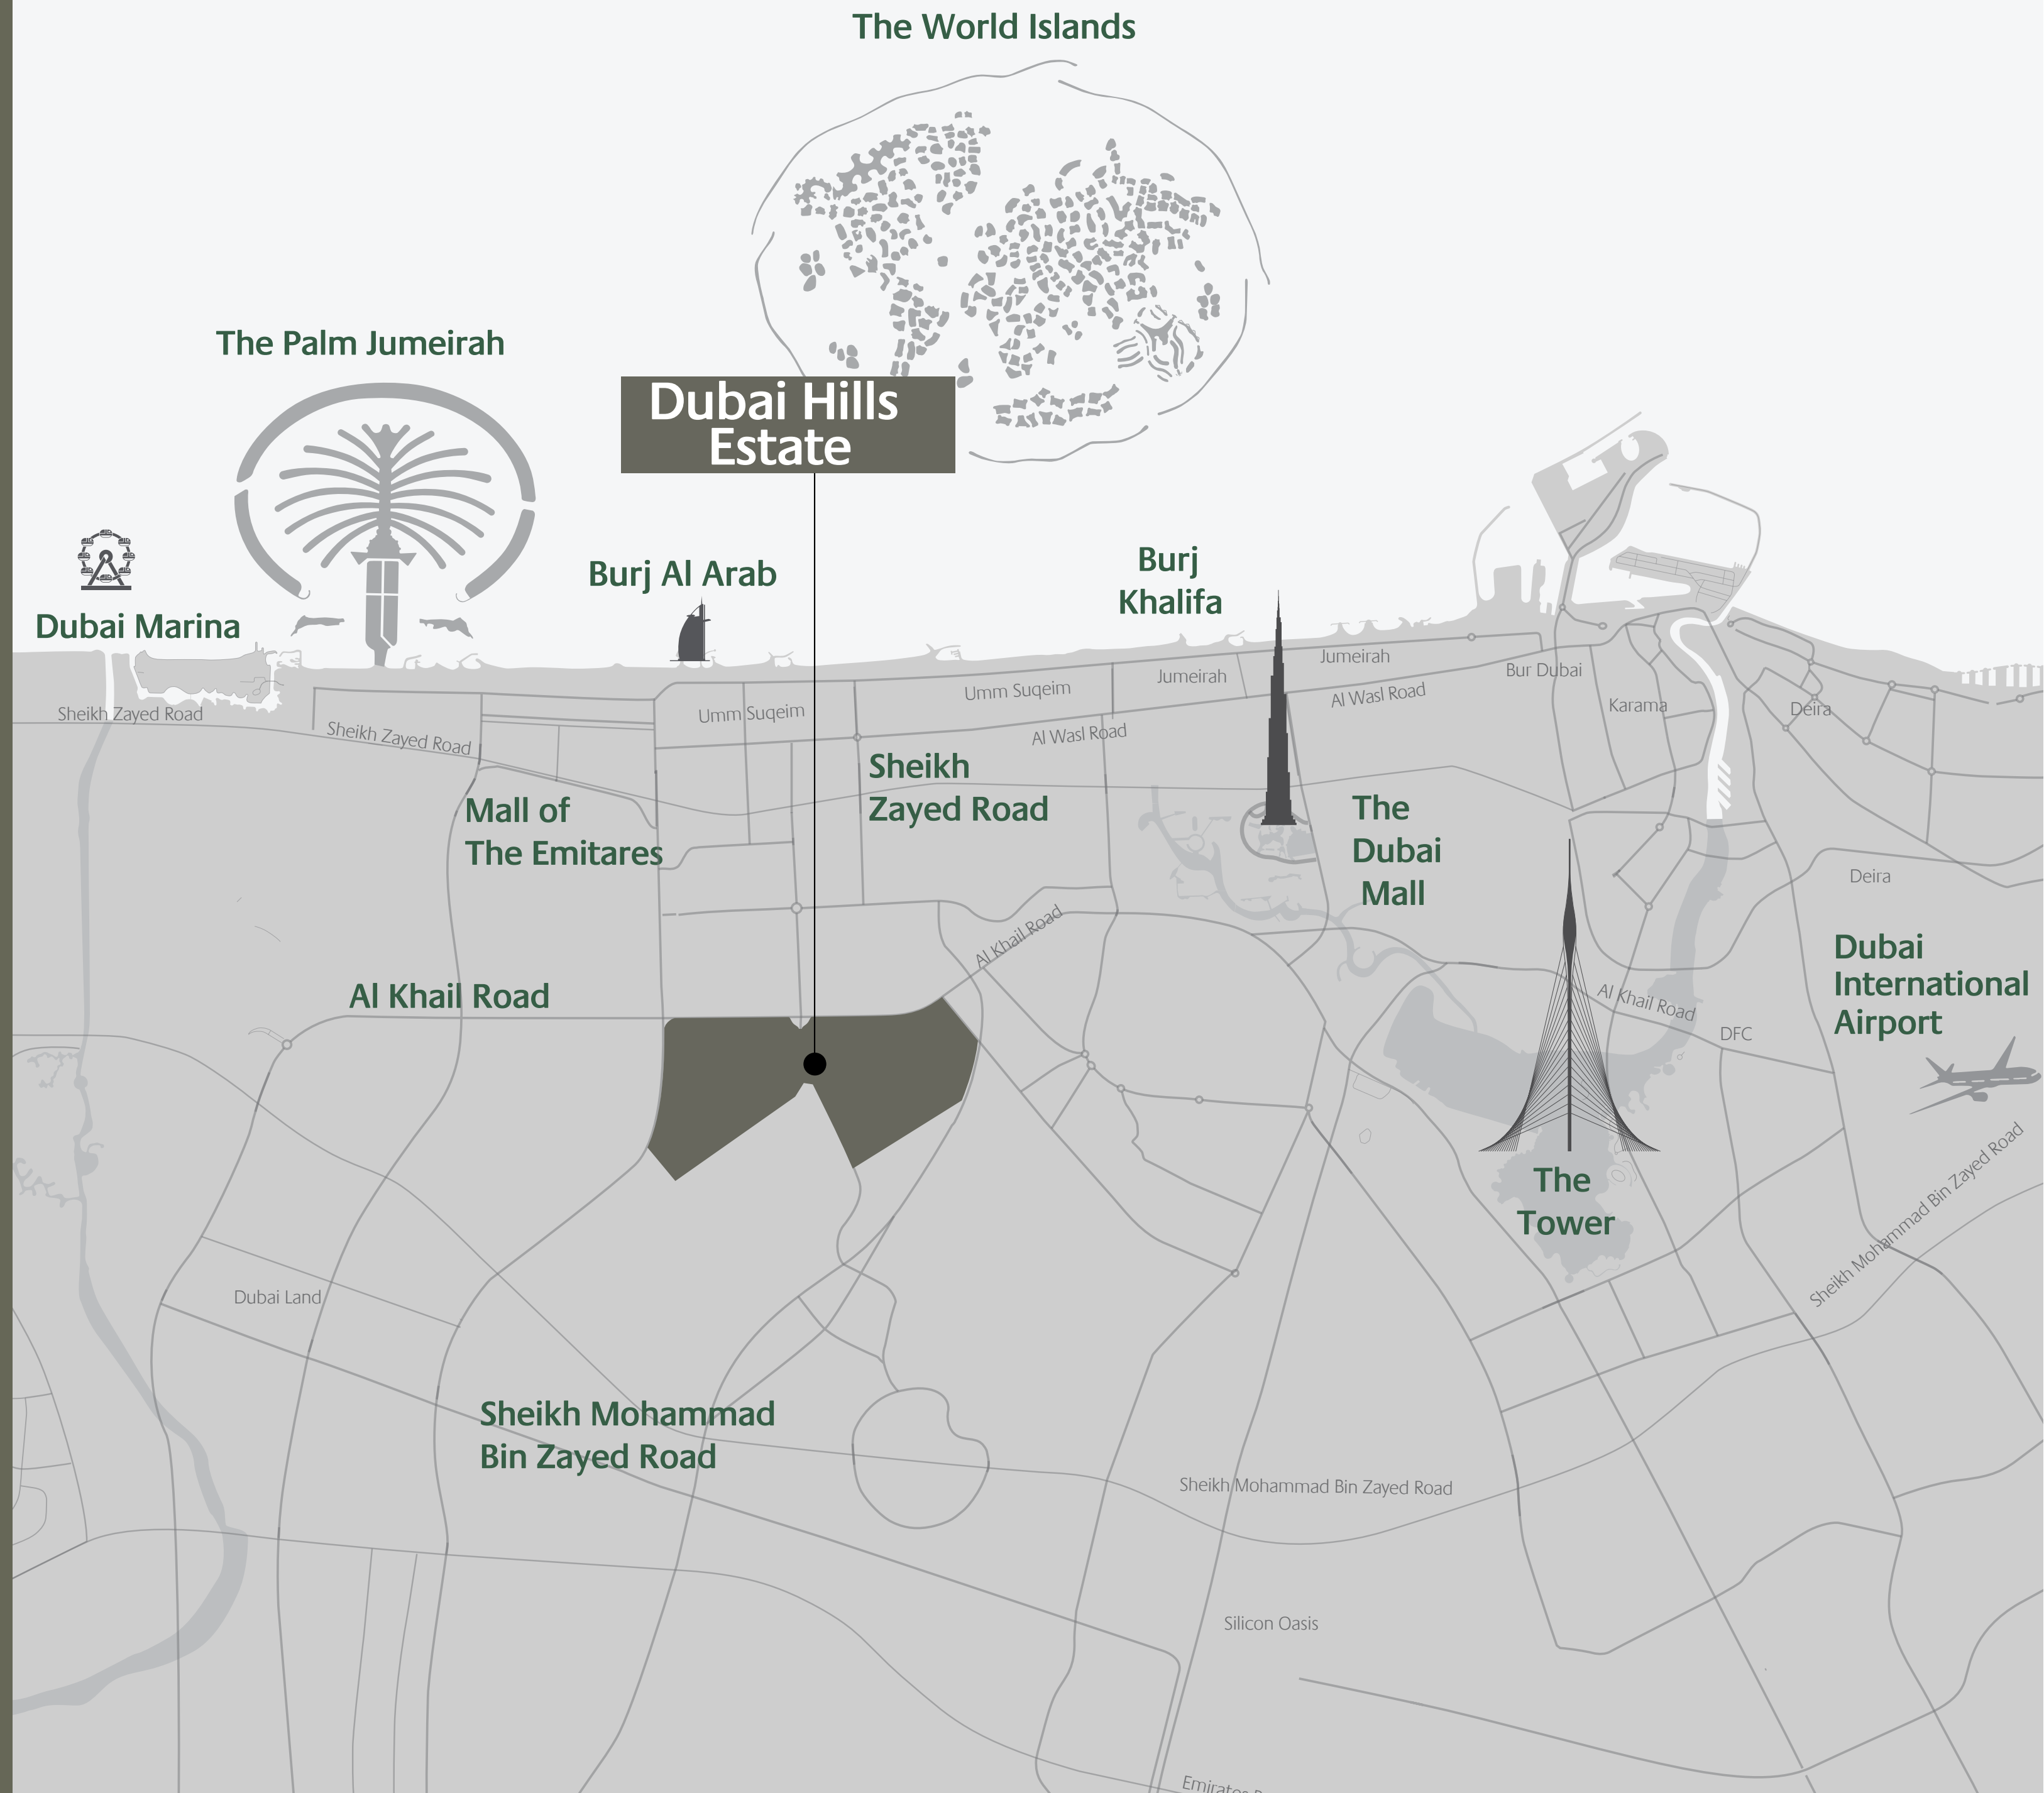 The World Islands
The Palm Jumeirah
Dubai Hills
Estate
Burj Al Arab
Burj
Khalifa
Dubai Marina
Jumeirah
Jumeirah
Bur Dubai
Umm Suqeim
Umm Suqeim
Al Wasl Road
Al Wasl Road
Karama
Deira
Sheikh Zayed Road
Sheikh Zayed Road
Sheikh
Zayed Road
Mall of
The Emitares
The
Dubai
Mall
Deira
Al Khail Road
Dubai
International
Airport
Al Khail Road
Al Khail Road
DFC
The
Tower
Sheikh Mohammad Bin Zayed Road
Dubai Land
Sheikh Mohammad
Bin Zayed Road
Sheikh Mohammad Bin Zayed Road
Silicon Oasis
Emirates